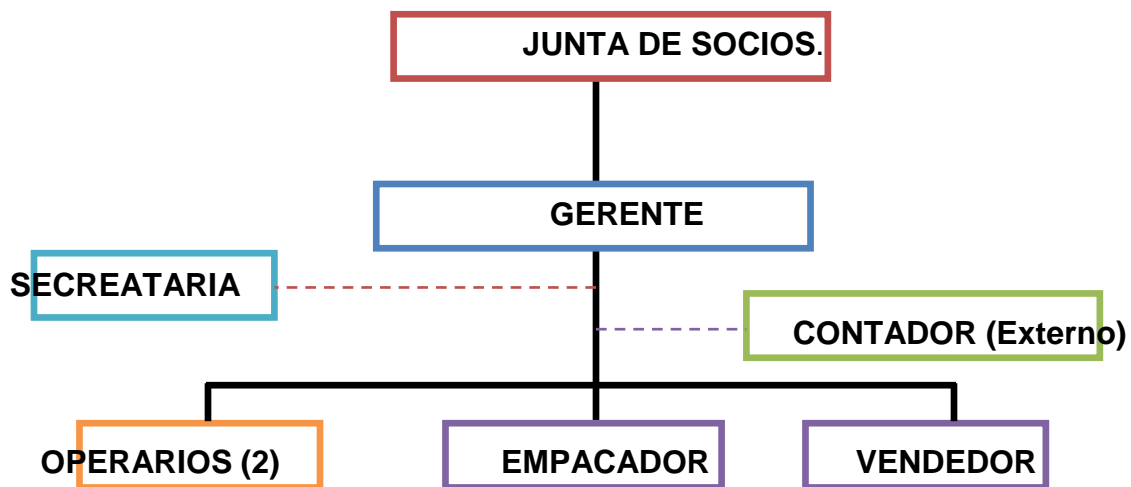 JUNTA DE SOCIOS.
GERENTE
SECREATARIA
CONTADOR (Externo)
OPERARIOS (2)
EMPACADOR
VENDEDOR